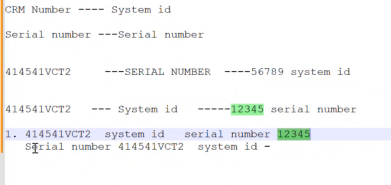 CRM Number ---- System id
Serial number ---Serial number
414541VCT2 ---SERIAL NUMBER ----56789 system id
414541VCT2 --- System id -----12345 serial number
1. 414541VCT2 system id serial number 12345
Serial number 414541VCT2 system id -